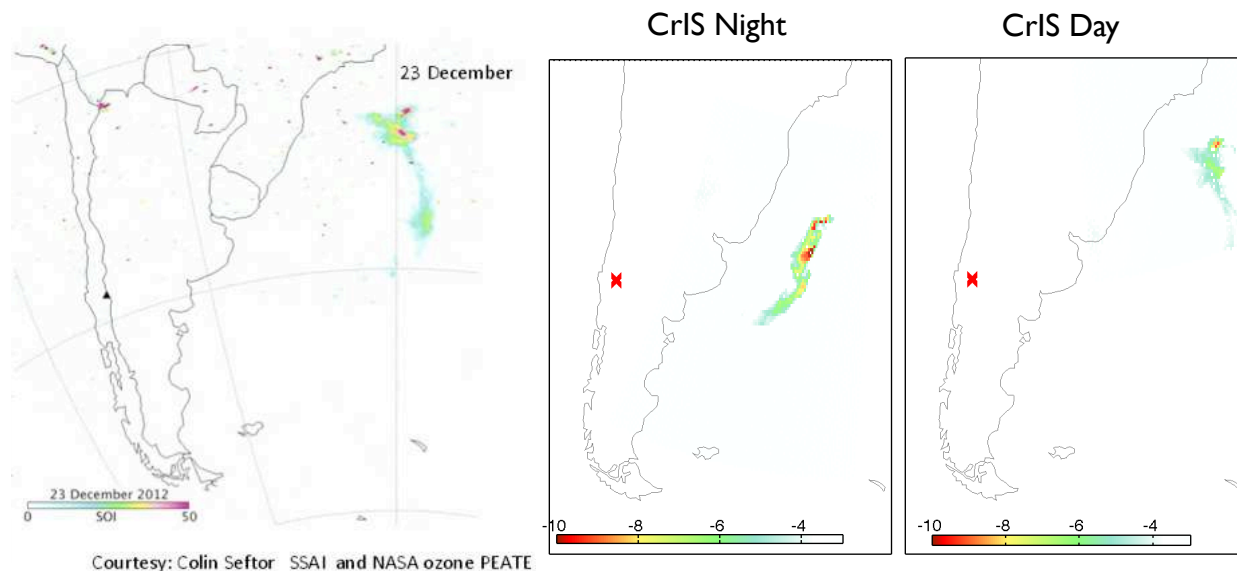 CrIS Night
CrIS Day
23 December
23 December 2012
0 SOI 50
Courtesy: Colin Seftor SSAI and NASA ozone PEATE
-10 -8 -6 -4
-10 -8 -6 -4